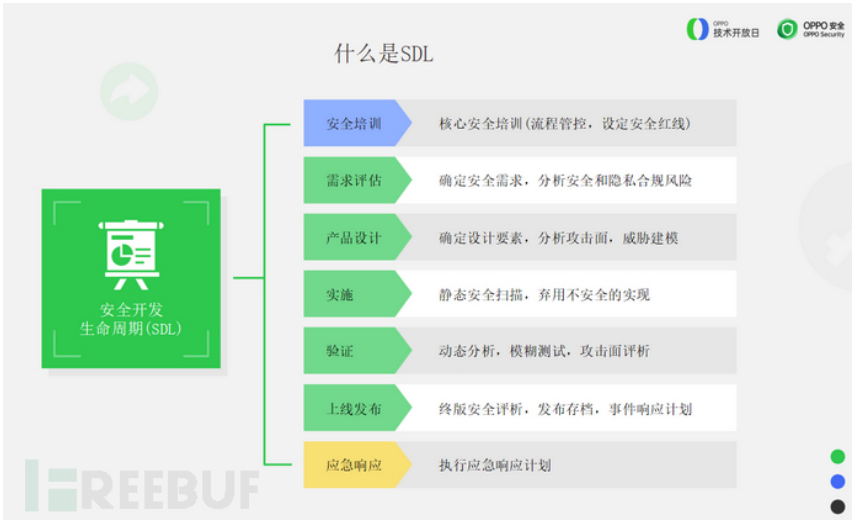 OPPO
技术开放日
OPPO 安全
OPPO Security
什么是SDL
安全培训
核心安全培训(流程管控，设定安全红线)
需求评估
确定安全需求，分析安全和隐私合规风险
产品设计
确定设计要素，分析攻击面，威胁建模
安全开发
生命周期(SDL)
实施
静态安全扫描，弃用不安全的实现
验证
动态分析，模糊测试，攻击面评析
上线发布
终版安全评析，发布存档，事件响应计划
应急响应
执行应急响应计划
FREEBUF